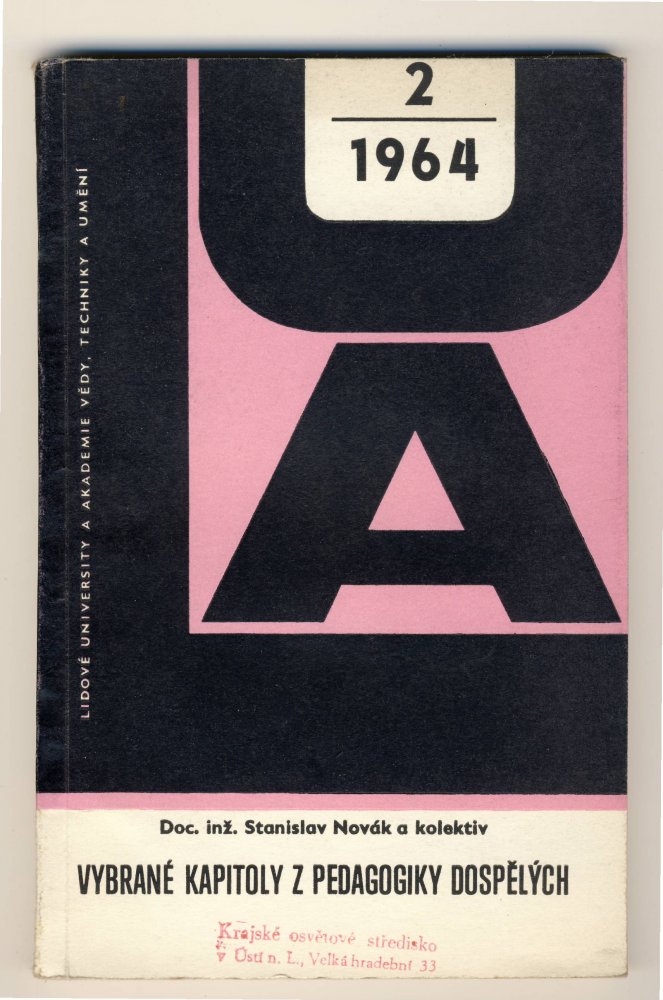 2
1964
LIDOVÉ UNIVERSITY A AKADEMIE VĚDY, TECHNIKY A UMĚNÍ
UA
Doc. inž. Stanislav Novák a kolektiv
VYBRANÉ KAPITOLY Z PEDAGOGIKY DOSPĚLÝCH
Krajské osvětové středisko
v Ústí n. L., Velká hradební 33